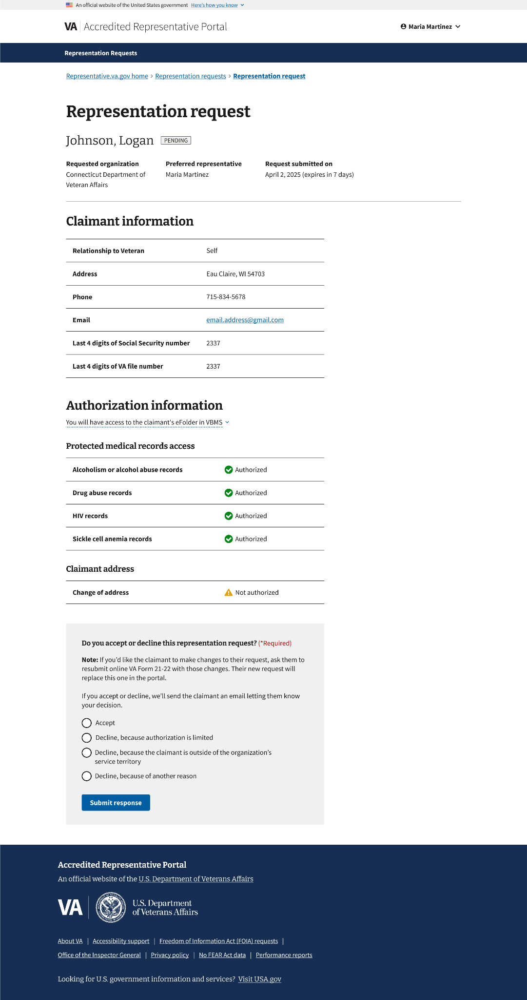 An official website of the United States government Here's how you know
VA Accredited Representative Portal
Maria Martinez
Representation Requests
Representative.va.gov home > Representation requests > Representation request
Representation request
Johnson, Logan PENDING
Requested organization Preferred representative Request submitted on
Connecticut Department of Maria Martinez April 2, 2025 (expires in 7 days)
Veteran Affairs
Claimant information
Relationship to Veteran Self
Address Eau Claire, WI 54703
Phone 715-834-5678
Email email.address@gmail.com
Last 4 digits of Social Security number 2337
Last 4 digits of VA file number 2337
Authorization information
You will have access to the claimant's eFolder in VBMS
Protected medical records access
Alcoholism or alcohol abuse records Authorized
Drug abuse records Authorized
HIV records Authorized
Sickle cell anemia records Authorized
Claimant address
Change of address Not authorized
Do you accept or decline this representation request? (*Required)
Note: If you’d like the claimant to make changes to their request, ask them to
resubmit online VA Form 21-22 with those changes. Their new request will
replace this one in the portal.
If you accept or decline, we’ll send the claimant an email letting them know
your decision.
Accept
Decline, because authorization is limited
Decline, because the claimant is outside of the organization’s
service territory
Decline, because of another reason
Submit response
Accredited Representative Portal
An official website of the U.S. Department of Veterans Affairs
VA U.S. Department
of Veterans Affairs
About VA | Accessibility support | Freedom of Information Act (FOIA) requests |
Office of the Inspector General | Privacy policy | No FEAR Act data | Performance reports
Looking for U.S. government information and services? Visit USA.gov